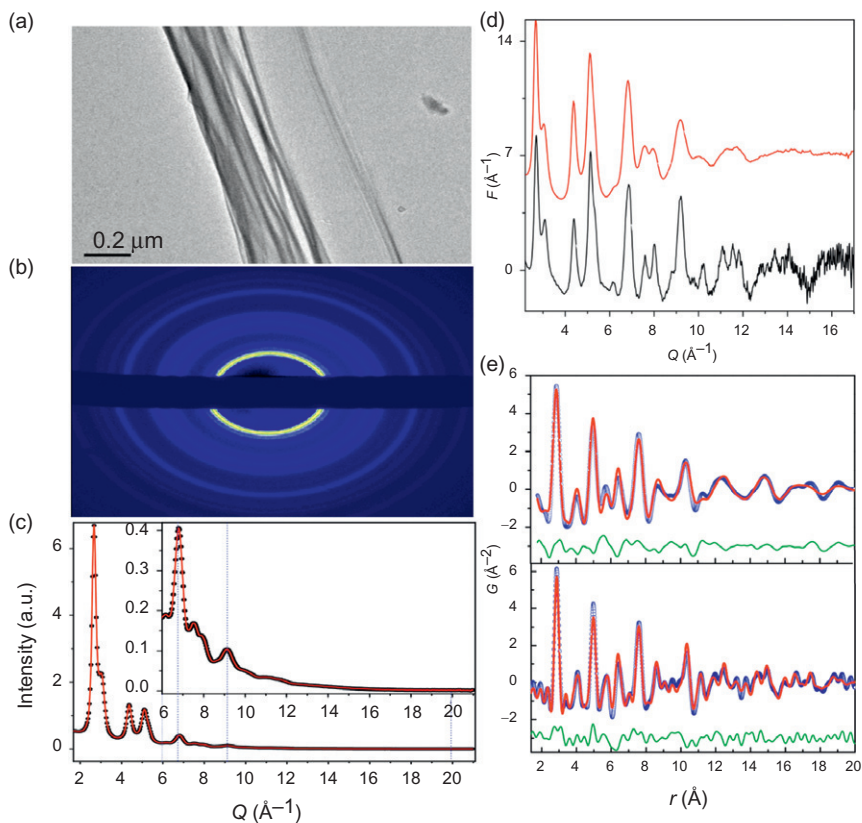 (a)
0.2 μm
(b)
(c)
Intensity (a.u.)
6
4
2
0
0.4
0.3
0.2
0.1
0.0
6 8 10 12 14 16 18 20
2 4 6 8 10 12 14 16 18 20
Q (Å⁻¹)
(d)
F (Å⁻¹)
14
7
0
4 6 8 10 12 14 16
Q (Å⁻¹)
(e)
G (Å⁻²)
6
4
2
0
−2
6
4
2
0
−2
2 4 6 8 10 12 14 16 18 20
r (Å)